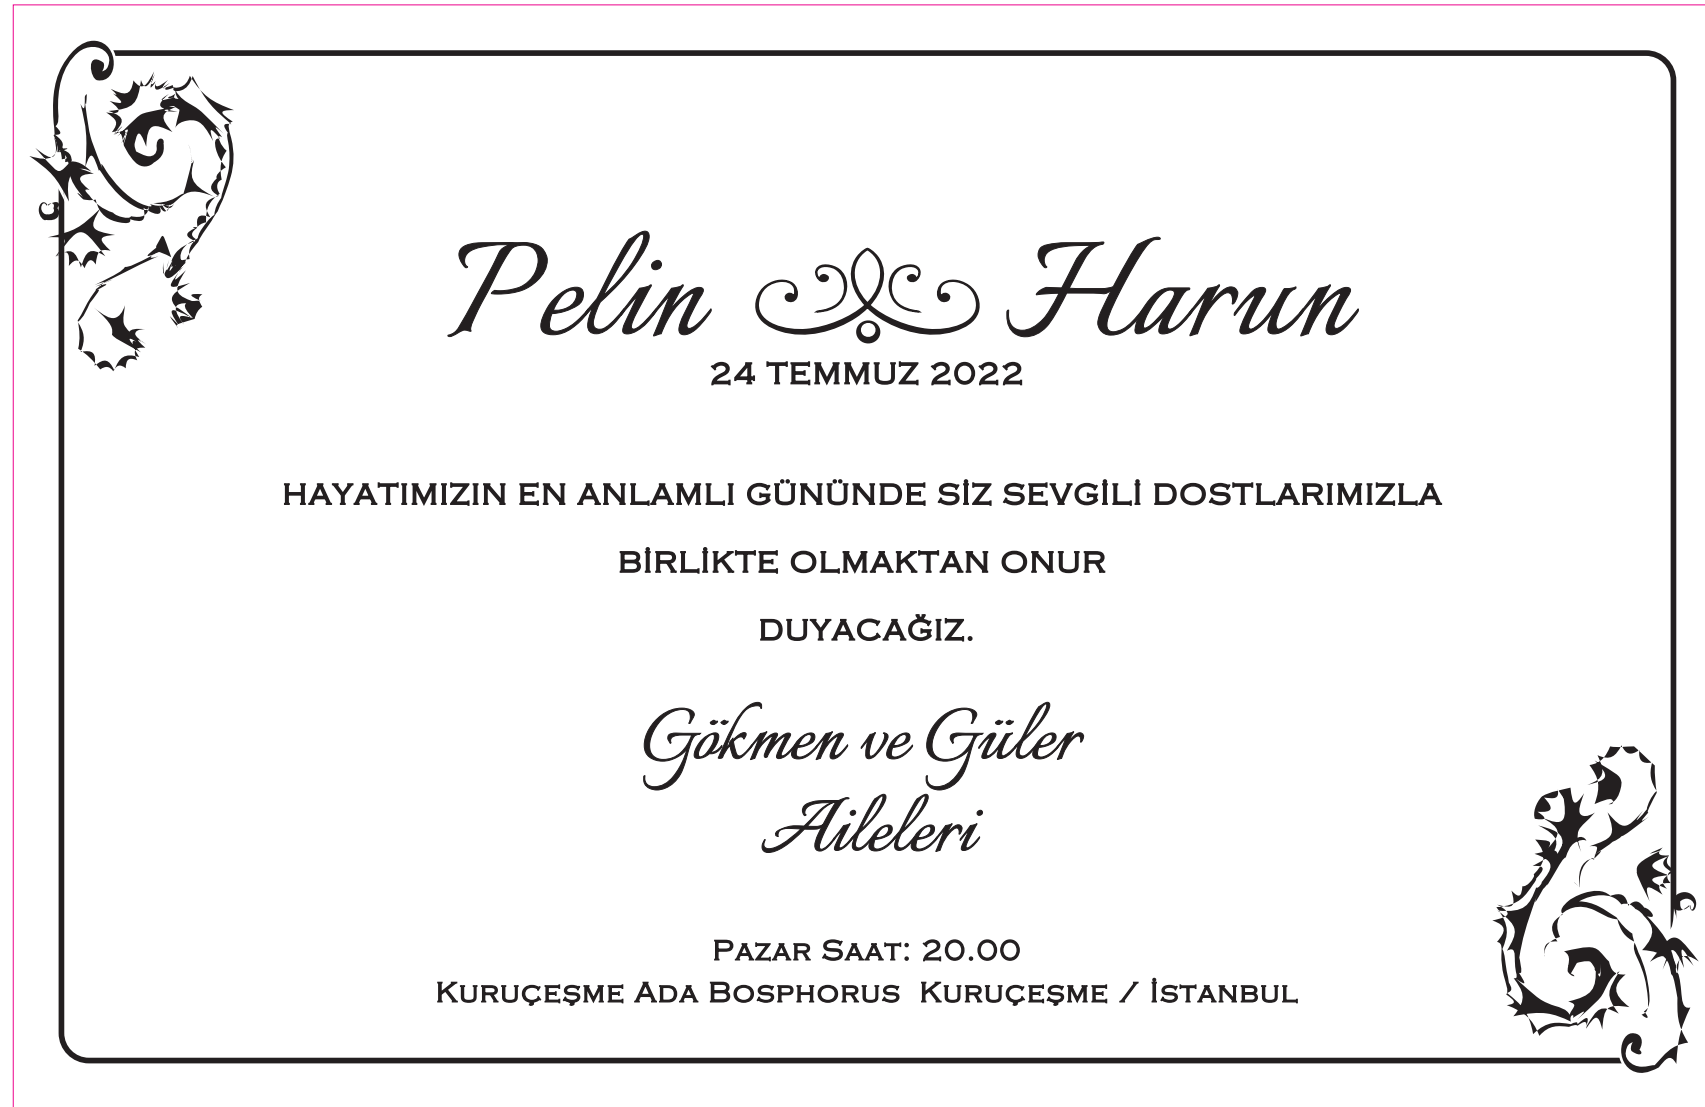 Pelin Harun
24 TEMMUZ 2022
HAYATIMIZIN EN ANLAMLI GÜNÜNDE SİZ SEVGİLİ DOSTLARIMIZLA
BİRLİKTE OLMAKTAN ONUR
DUYACAĞIZ.
Gökmen ve Güler
Aileleri
Pazar Saat: 20.00
Kuruçeşme Ada Bosphorus Kuruçeşme / İstanbul